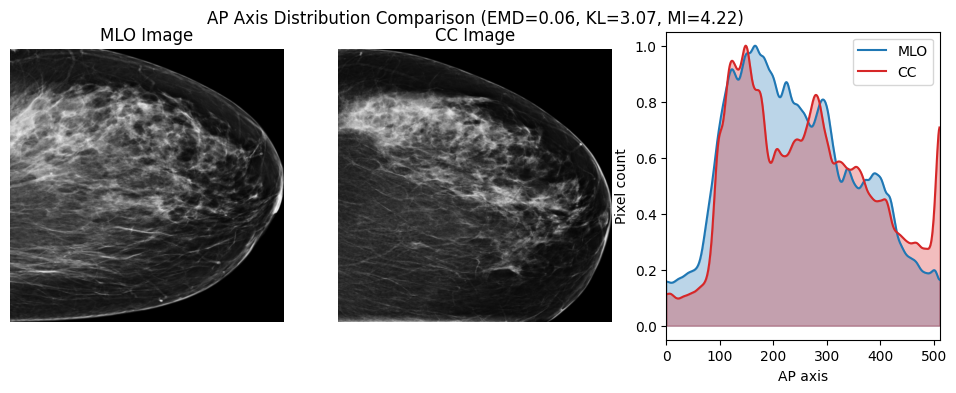 AP Axis Distribution Comparison (EMD=0.06, KL=3.07, MI=4.22)
MLO Image
CC Image
MLO
CC
1.0
0.8
0.6
0.4
0.2
0.0
Pixel count
0 100 200 300 400 500
AP axis